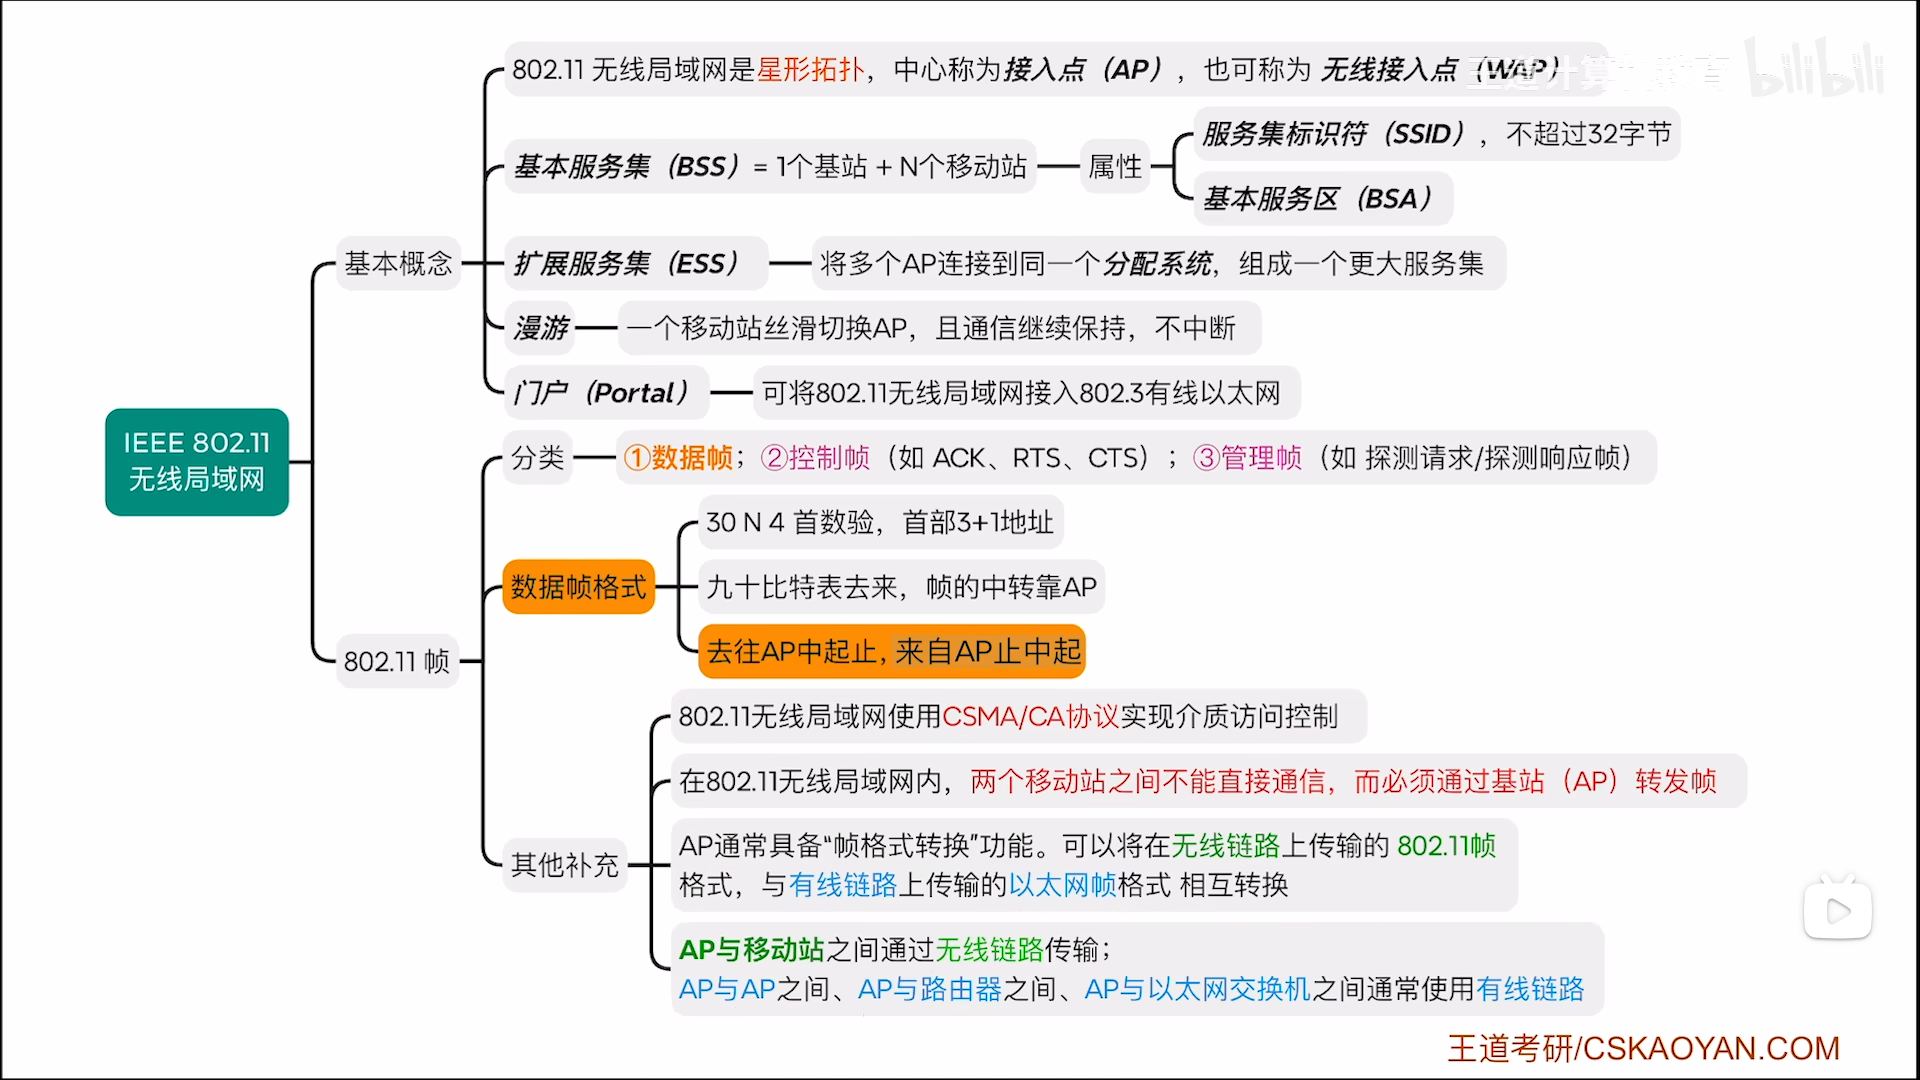 802.11 无线局域网是星形拓扑，中心称为接入点（AP），也可称为 无线接入点（WAP）
bilibili
服务集标识符（SSID），不超过32字节
基本服务集（BSS）= 1个基站 + N个移动站
属性
基本服务区（BSA）
基本概念
扩展服务集（ESS）
将多个AP连接到同一个分配系统，组成一个更大服务集
漫游
一个移动站丝滑切换AP，且通信继续保持，不中断
门户（Portal）
可将802.11无线局域网接入802.3有线以太网
IEEE 802.11
无线局域网
分类
①数据帧；②控制帧（如 ACK、RTS、CTS）；③管理帧（如 探测请求/探测响应帧）
30 N 4 首数验，首部3+1地址
数据帧格式
九十比特表去来，帧的中转靠AP
去往AP中起止, 来自AP止中起
802.11 帧
802.11无线局域网使用CSMA/CA协议实现介质访问控制
在802.11无线局域网内，两个移动站之间不能直接通信，而必须通过基站（AP）转发帧
其他补充
AP通常具备“帧格式转换”功能。可以将在无线链路上传输的 802.11帧
格式，与有线链路上传输的以太网帧格式 相互转换
AP与移动站之间通过无线链路传输；
AP与AP之间、AP与路由器之间、AP与以太网交换机之间通常使用有线链路
王道考研/CSKAOYAN.COM